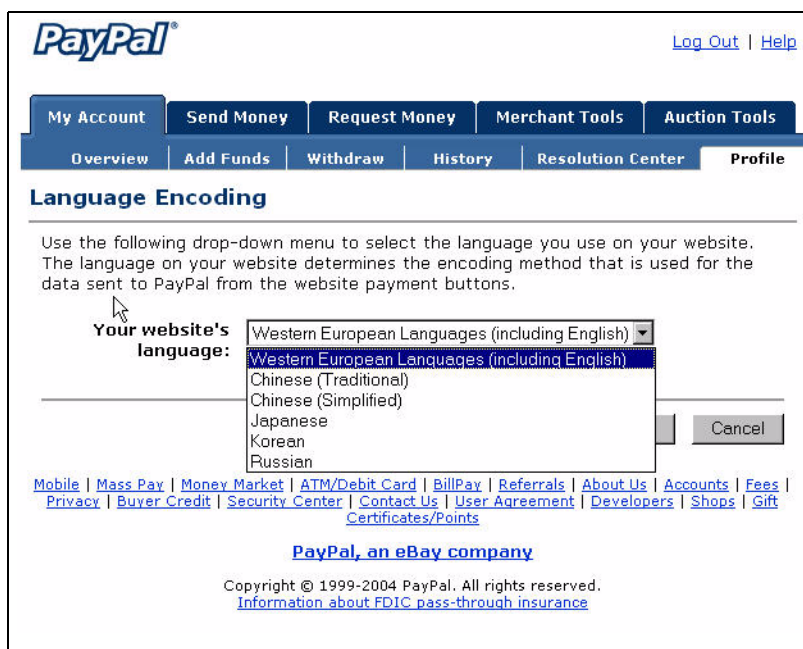 PayPal®
Log Out | Help
My Account Send Money Request Money Merchant Tools Auction Tools
Overview Add Funds Withdraw History Resolution Center Profile
Language Encoding
Use the following drop-down menu to select the language you use on your website.
The language on your website determines the encoding method that is used for the
data sent to PayPal from the website payment buttons.
Your website's
language:
Western European Languages (including English)
Western European Languages (including English)
Chinese (Traditional)
Chinese (Simplified)
Japanese
Korean
Russian
Cancel
Mobile | Mass Pay | Money Market | ATM/Debit Card | BillPay | Referrals | About Us | Accounts | Fees |
Privacy | Buyer Credit | Security Center | Contact Us | User Agreement | Developers | Shops | Gift
Certificates/Points
PayPal, an eBay company
Copyright © 1999-2004 PayPal. All rights reserved.
Information about FDIC pass-through insurance